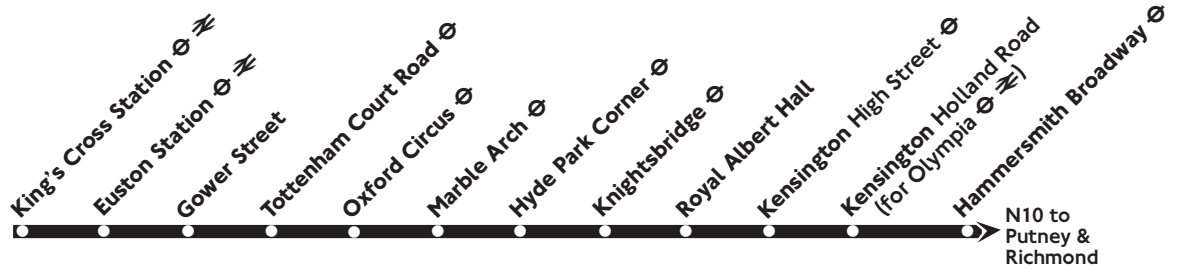 King's Cross Station
Euston Station
Gower Street
Tottenham Court Road
Oxford Circus
Marble Arch
Hyde Park Corner
Knightsbridge
Royal Albert Hall
Kensington High Street
Kensington Holland Road
(for Olympia )
Hammersmith Broadway
N10 to
Putney &
Richmond